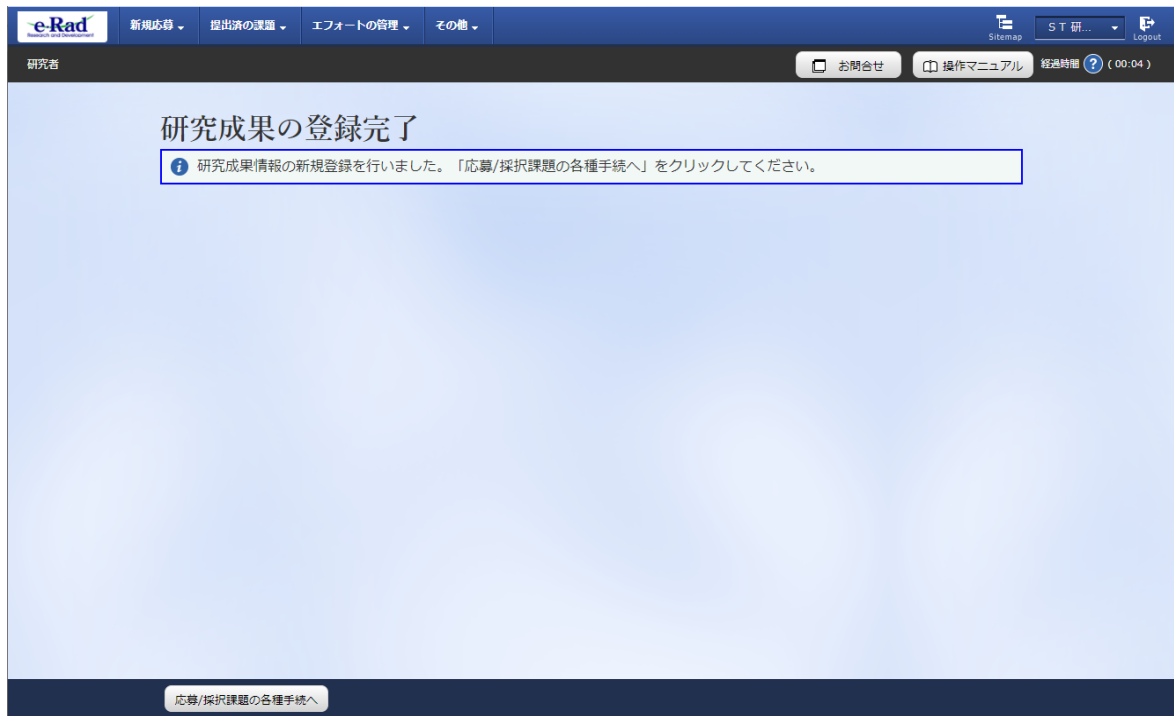 e-Rad
Research and Development
新規応募
提出済の課題
エフォートの管理
その他
Sitemap
ＳＴ研...
Logout
研究者
お問合せ
操作マニュアル
経過時間 ? ( 00:04 )
研究成果の登録完了
研究成果情報の新規登録を行いました。「応募/採択課題の各種手続へ」をクリックしてください。
応募/採択課題の各種手続へ